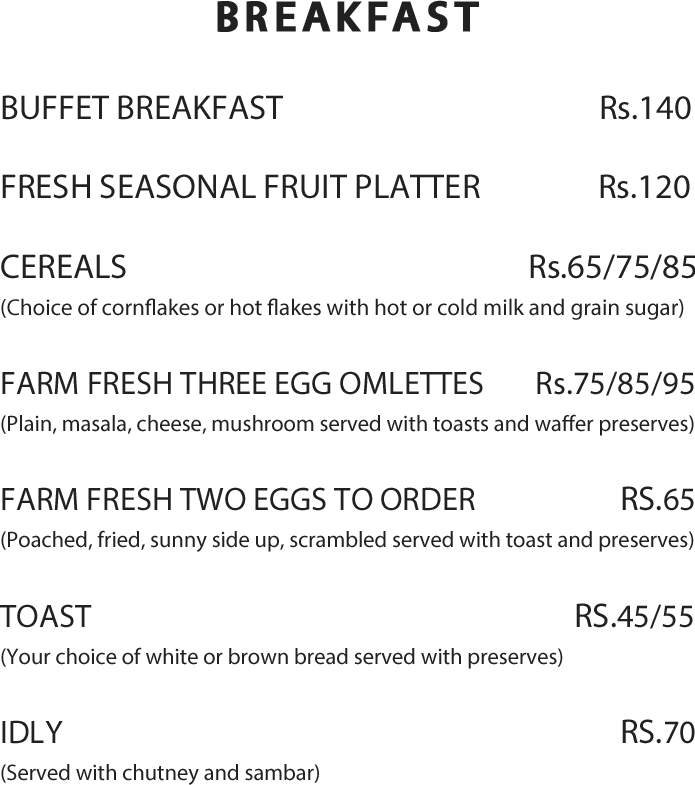 BREAKFAST
BUFFET BREAKFAST Rs.140
FRESH SEASONAL FRUIT PLATTER Rs.120
CEREALS Rs.65/75/85
(Choice of cornflakes or hot flakes with hot or cold milk and grain sugar)
FARM FRESH THREE EGG OMLETTES Rs.75/85/95
(Plain, masala, cheese, mushroom served with toasts and waffer preserves)
FARM FRESH TWO EGGS TO ORDER RS.65
(Poached, fried, sunny side up, scrambled served with toast and preserves)
TOAST RS.45/55
(Your choice of white or brown bread served with preserves)
IDLY RS.70
(Served with chutney and sambar)